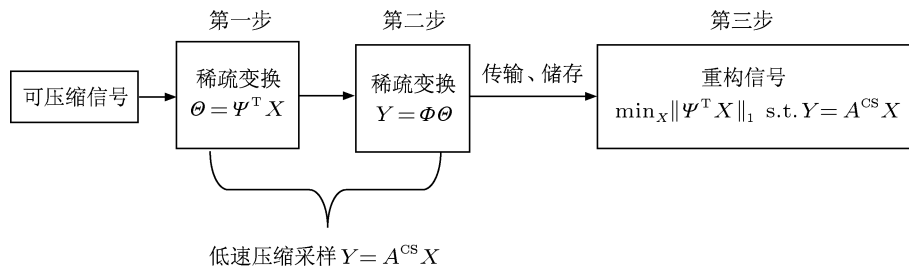 第一步
第二步
第三步
可压缩信号
稀疏变换
Θ=Ψ^T X
稀疏变换
Y=ΦΘ
传输、储存
重构信号
min_X‖Ψ^T X‖_1 s.t. Y=A^CS X
低速压缩采样 Y=A^CS X